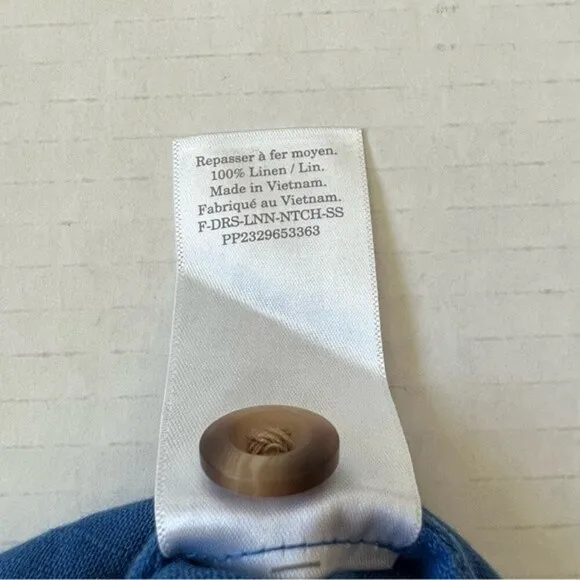 Repasser à fer moyen.
100% Linen / Lin.
Made in Vietnam.
Fabriqué au Vietnam.
F-DRS-LNN-NTCH-SS
PP2329653363